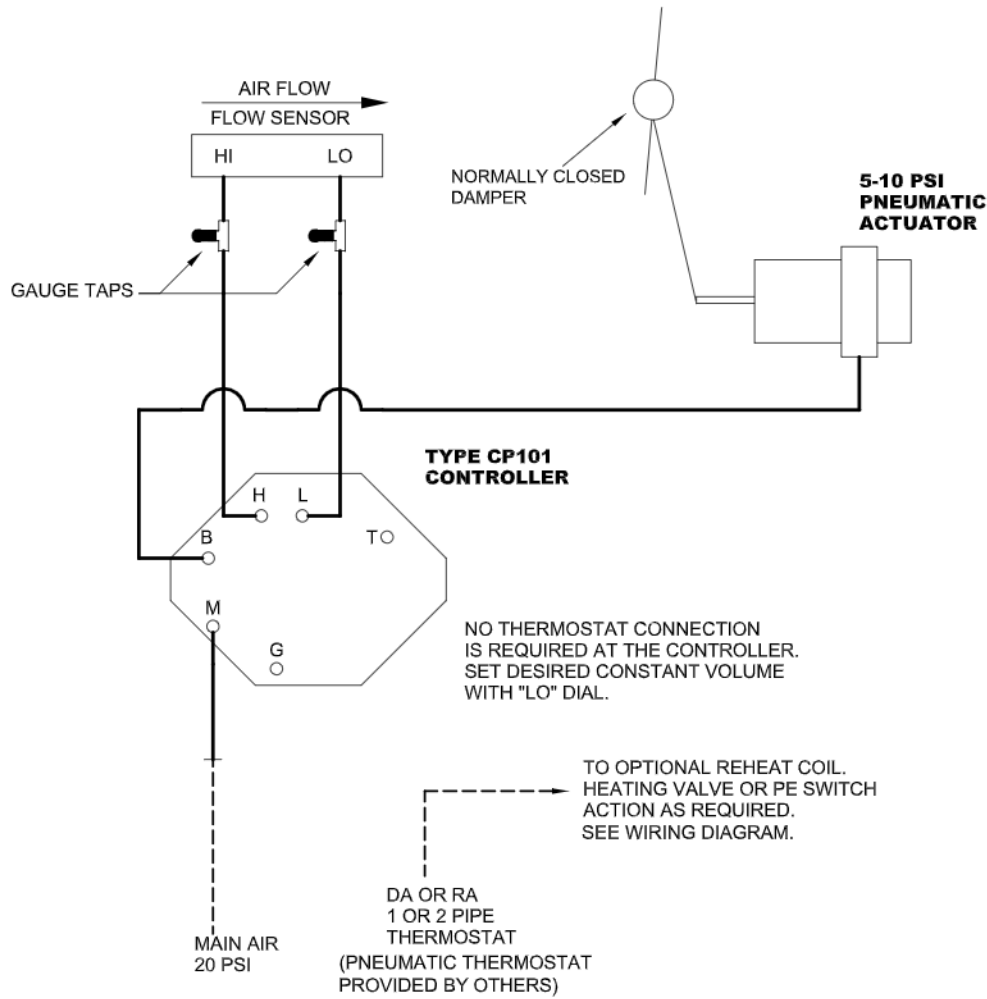 AIR FLOW
FLOW SENSOR
HI
LO
NORMALLY CLOSED
DAMPER
5-10 PSI
PNEUMATIC
ACTUATOR
GAUGE TAPS
TYPE CP101
CONTROLLER
H
L
B
T
M
G
NO THERMOSTAT CONNECTION
IS REQUIRED AT THE CONTROLLER.
SET DESIRED CONSTANT VOLUME
WITH "LO" DIAL.
TO OPTIONAL REHEAT COIL.
HEATING VALVE OR PE SWITCH
ACTION AS REQUIRED.
SEE WIRING DIAGRAM.
DA OR RA
1 OR 2 PIPE
THERMOSTAT
(PNEUMATIC THERMOSTAT
PROVIDED BY OTHERS)
MAIN AIR
20 PSI